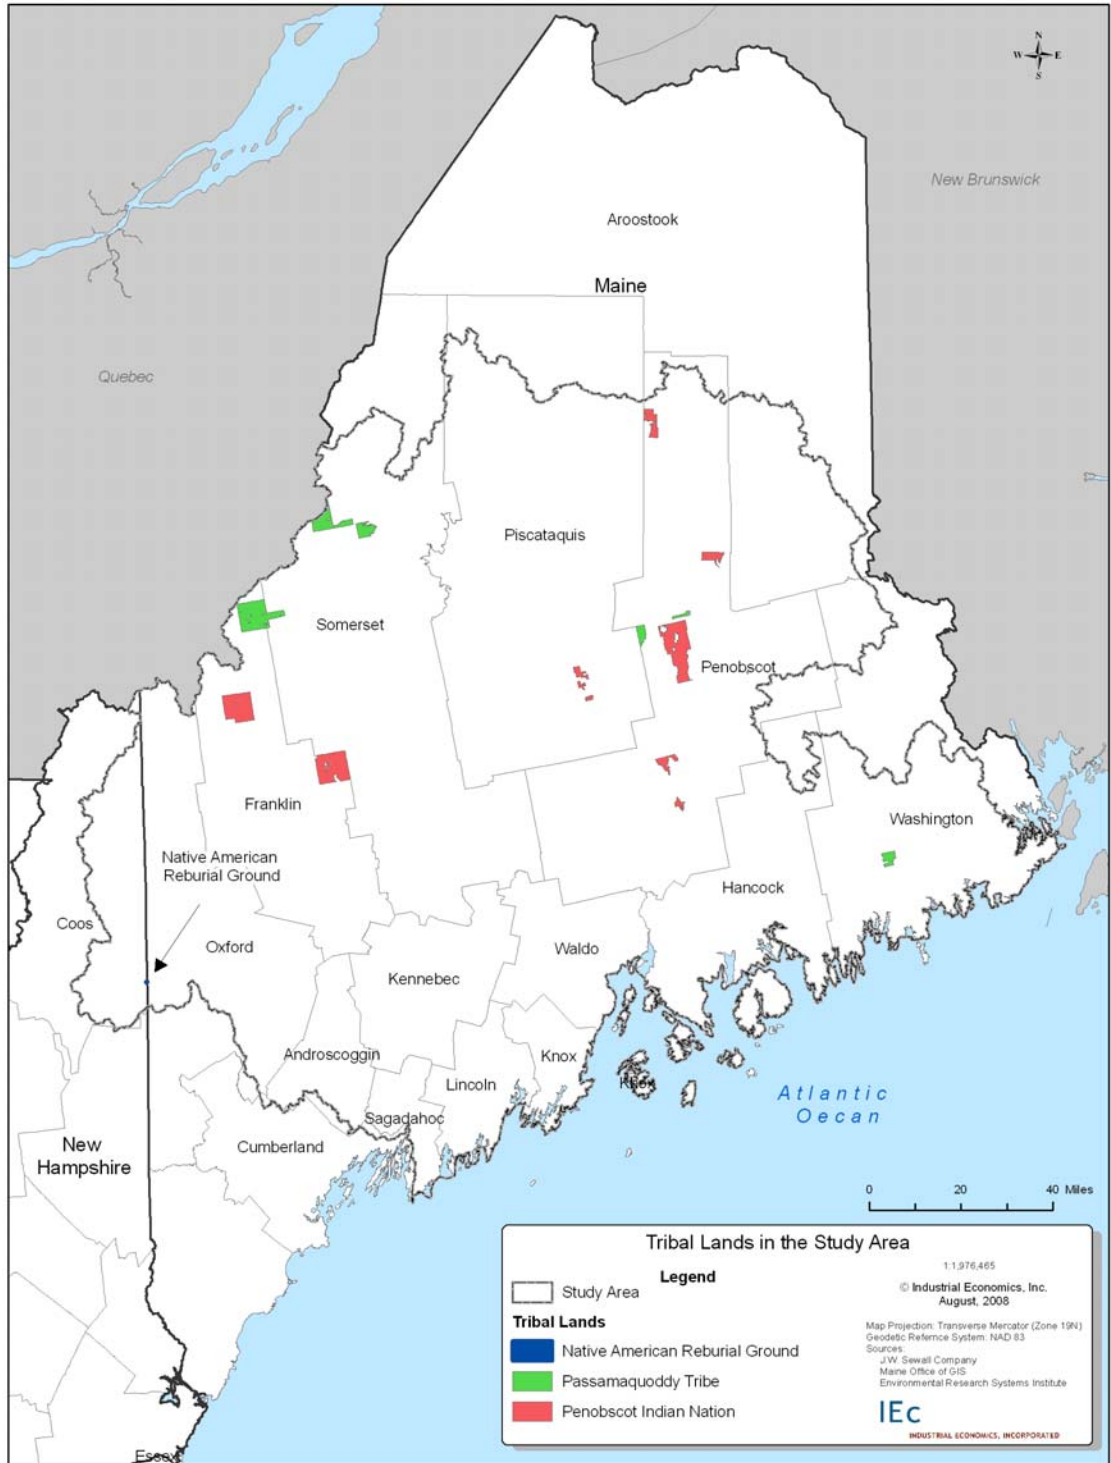 N
W E
S
New Brunswick
Aroostook
Maine
Quebec
Piscataquis
Somerset
Penobscot
Franklin
Washington
Native American
Reburial Ground
Hancock
Coos
Oxford
Waldo
Kennebec
Androscoggin
Knox
Lincoln
Knox
Atlantic
Oecan
Sagadahoc
New
Hampshire
Cumberland
0 20 40 Miles
Tribal Lands in the Study Area
Legend
1:1,976,465
Study Area
© Industrial Economics, Inc.
August, 2008
Tribal Lands
Native American Reburial Ground
Passamaquoddy Tribe
Penobscot Indian Nation
Map Projection: Transverse Mercator (Zone 19N)
Geodetic Refernce System: NAD 83
Sources:
J.W. Sewall Company
Maine Office of GIS
Environmental Research Systems Institute
IEc
INDUSTRIAL ECONOMICS, INCORPORATED
Essex